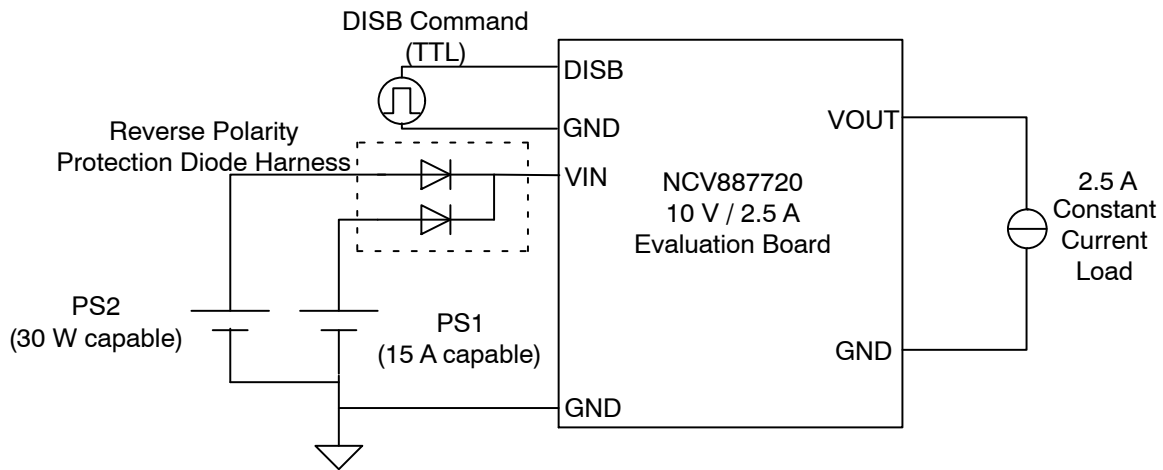 DISB Command
(TTL)
DISB
GND
Reverse Polarity
Protection Diode Harness
VIN
VOUT
NCV887720
10 V / 2.5 A
Evaluation Board
2.5 A
Constant
Current
Load
PS2
(30 W capable)
PS1
(15 A capable)
GND
GND